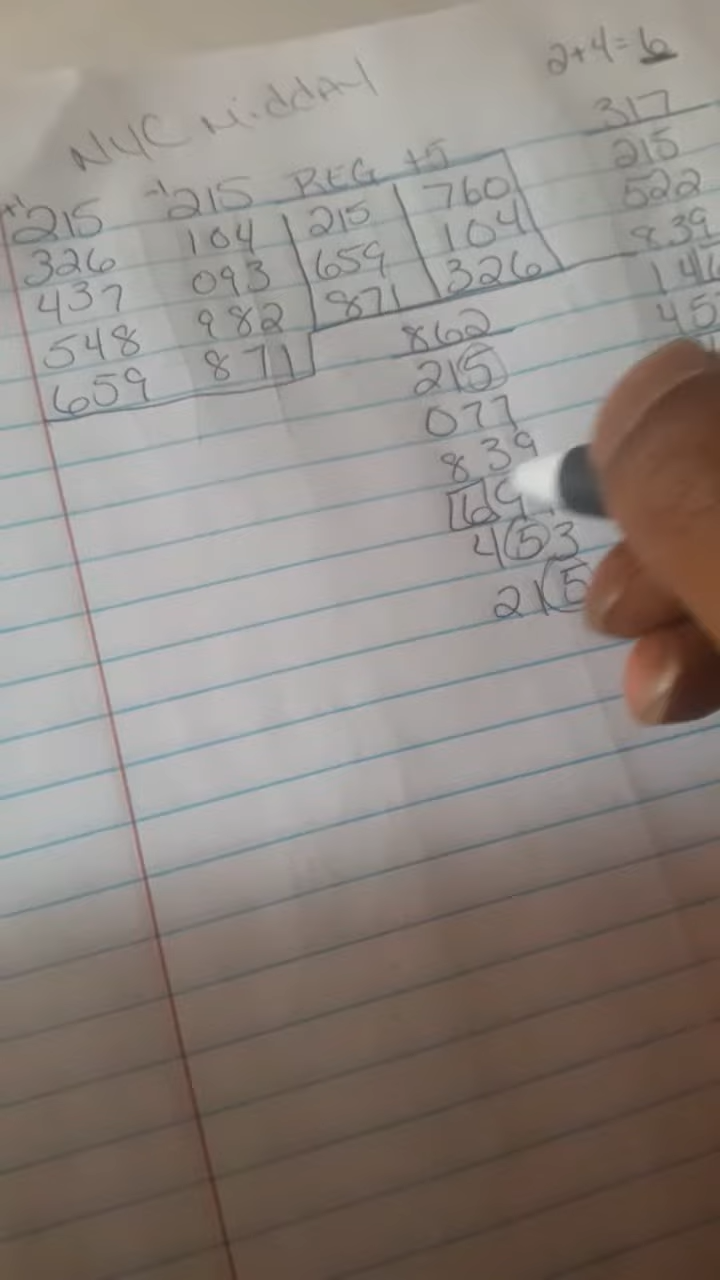 2+4=6
NYC Midday
+1 215 -1 215 REG +5 317
326 104 215 760 215
437 093 659 104 522
548 982 871 326 839
659 871 862
215
077
839
453
215